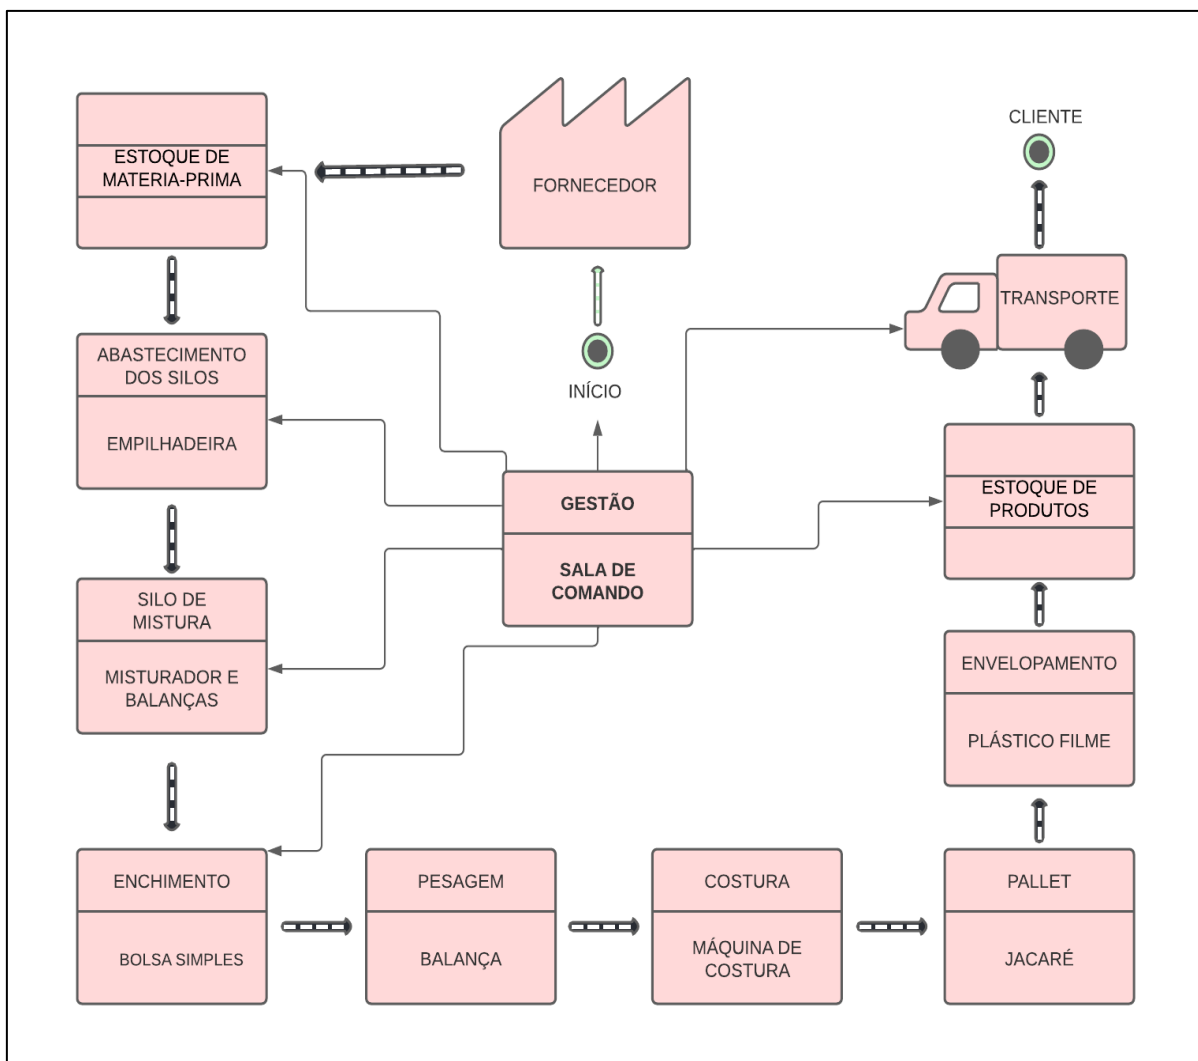 ESTOQUE DE
MATERIA-PRIMA
FORNECEDOR
CLIENTE
TRANSPORTE
ABASTECIMENTO
DOS SILOS
EMPILHADEIRA
INÍCIO
GESTÃO
SALA DE
COMANDO
ESTOQUE DE
PRODUTOS
SILO DE
MISTURA
MISTURADOR E
BALANÇAS
ENVELOPAMENTO
PLÁSTICO FILME
ENCHIMENTO
BOLSA SIMPLES
PESAGEM
BALANÇA
COSTURA
MÁQUINA DE
COSTURA
PALLET
JACARÉ